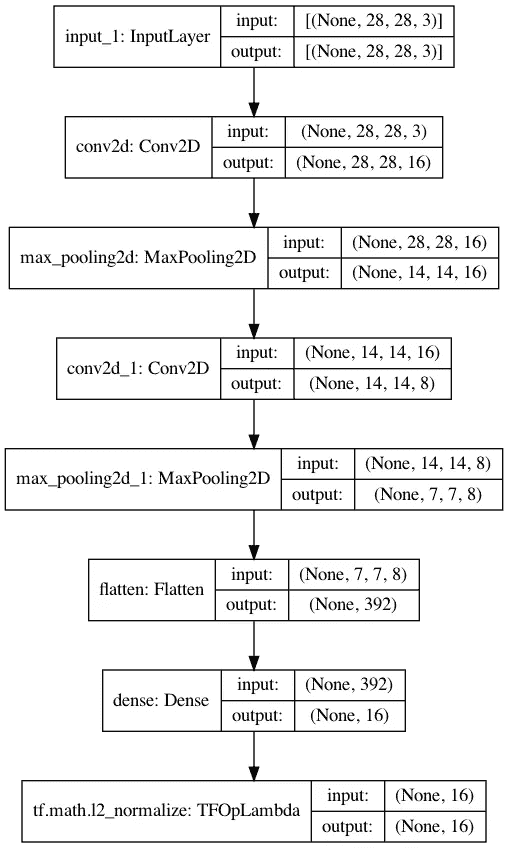 input_1: InputLayer
input:
[(None, 28, 28, 3)]
output:
[(None, 28, 28, 3)]
conv2d: Conv2D
input:
(None, 28, 28, 3)
output:
(None, 28, 28, 16)
max_pooling2d: MaxPooling2D
input:
(None, 28, 28, 16)
output:
(None, 14, 14, 16)
conv2d_1: Conv2D
input:
(None, 14, 14, 16)
output:
(None, 14, 14, 8)
max_pooling2d_1: MaxPooling2D
input:
(None, 14, 14, 8)
output:
(None, 7, 7, 8)
flatten: Flatten
input:
(None, 7, 7, 8)
output:
(None, 392)
dense: Dense
input:
(None, 392)
output:
(None, 16)
tf.math.l2_normalize: TFOpLambda
input:
(None, 16)
output:
(None, 16)